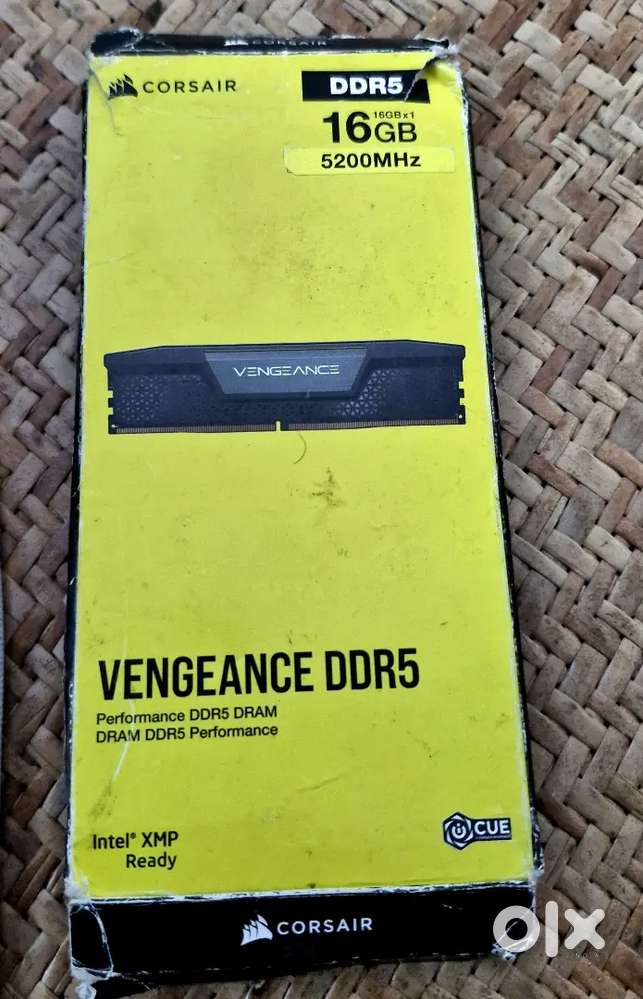 CORSAIR
CORSAIR
DDR5
16GBx1
16GB
5200MHz
VENGEANCE
VENGEANCE DDR5
Performance DDR5 DRAM
DRAM DDR5 Performance
Intel® XMP
Ready
iCUE
CORSAIR
olx